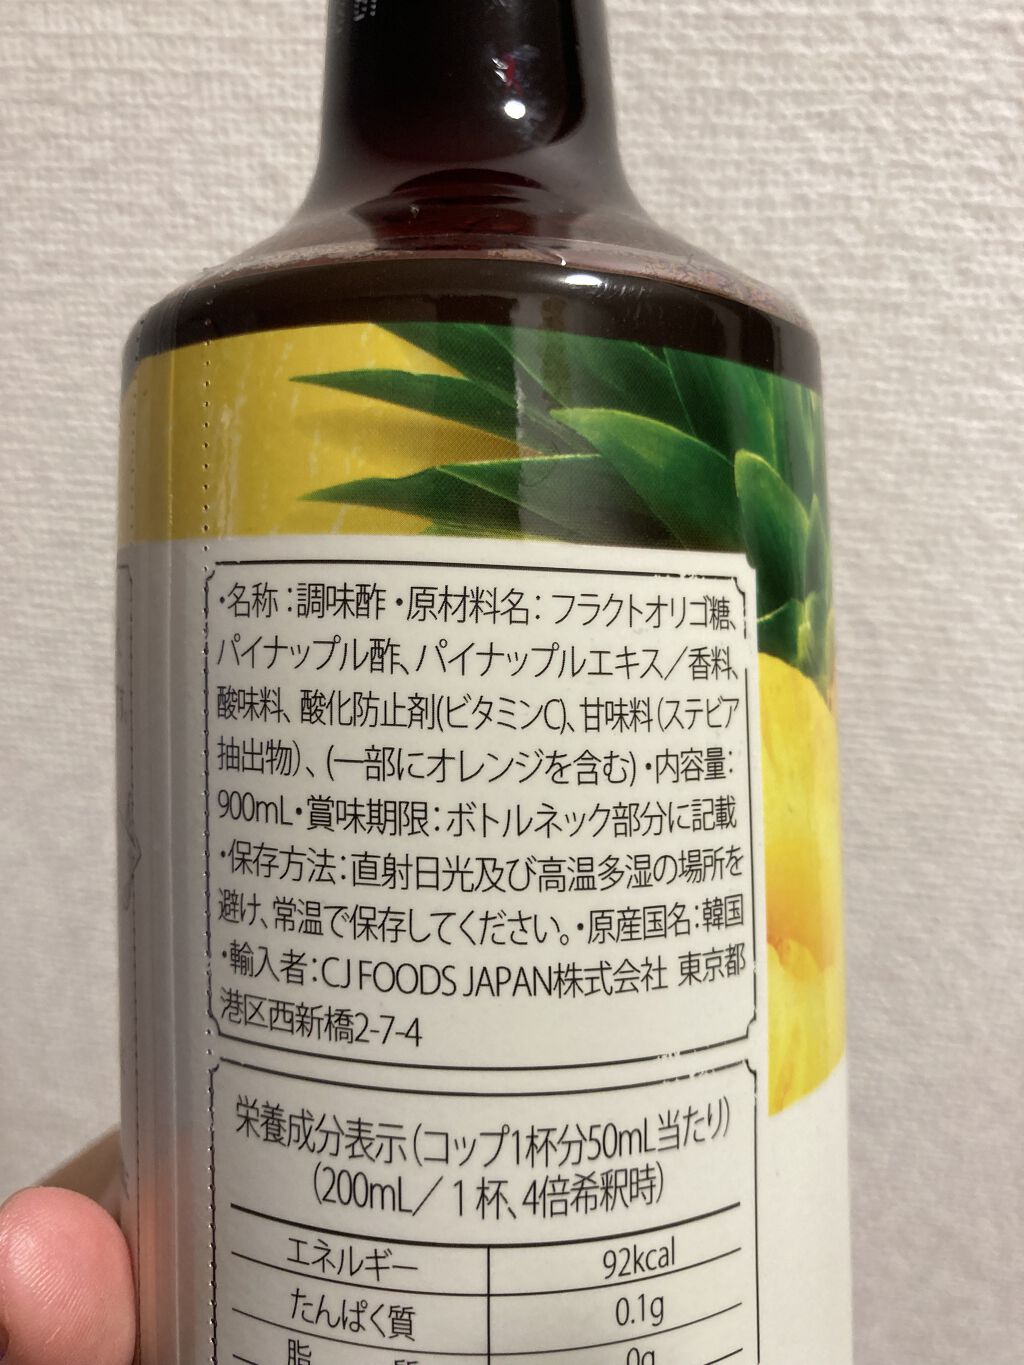 ・名称：調味酢・原材料名：フラクトオリゴ糖、
パイナップル酢、パイナップルエキス／香料、
酸味料、酸化防止剤(ビタミンC)、甘味料(ステビア
抽出物)、(一部にオレンジを含む)・内容量：
900mL・賞味期限：ボトルネック部分に記載
・保存方法：直射日光及び高温多湿の場所を
避け、常温で保存してください。・原産国名：韓国
・輸入者：CJ FOODS JAPAN株式会社 東京都
港区西新橋2-7-4
栄養成分表示(コップ1杯分50mL当たり)
(200mL／１杯、4倍希釈時)
エネルギー 92kcal
たんぱく質 0.1g
脂 質 0g